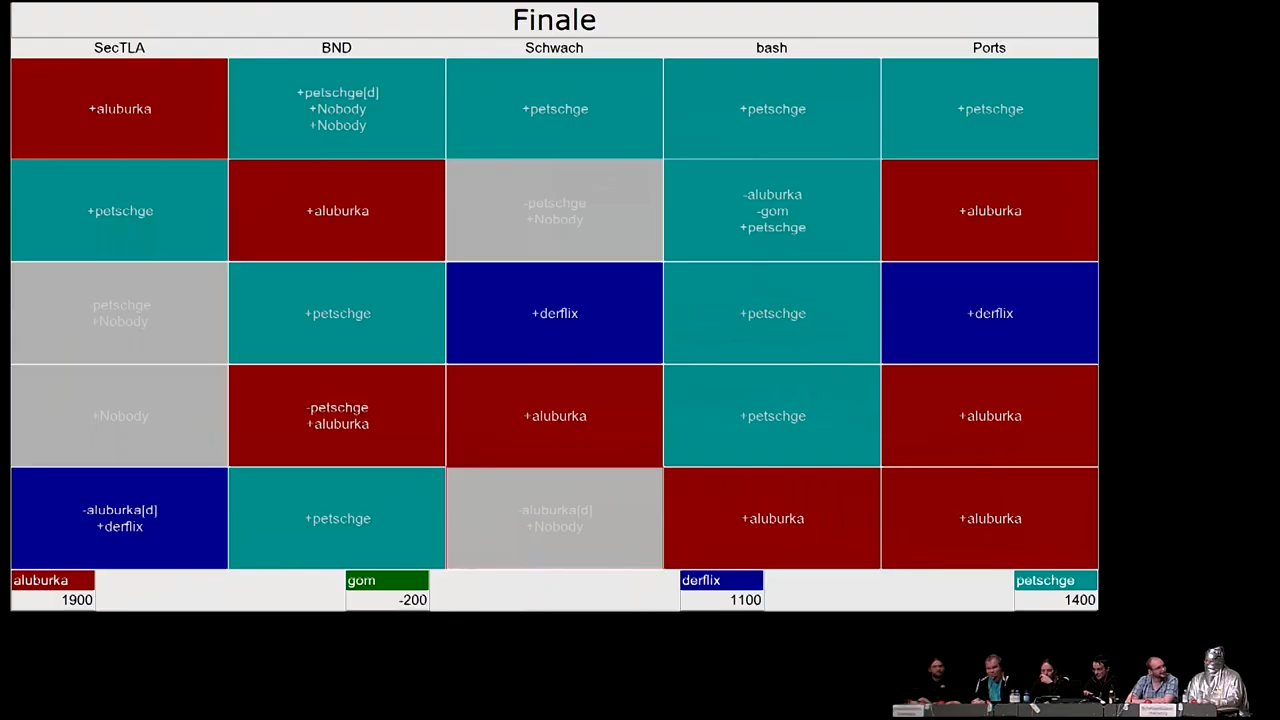 Finale
SecTLA BND Schwach bash Ports
+aluburka
+petschge[d]
+Nobody
+Nobody
+petschge
+petschge
+petschge
+petschge
+aluburka
-petschge
+Nobody
-aluburka
-gom
+petschge
+aluburka
-petschge
+Nobody
+petschge
+derflix
+petschge
+derflix
+Nobody
-petschge
+aluburka
+aluburka
+petschge
+aluburka
-aluburka[d]
+derflix
+petschge
-aluburka[d]
+Nobody
+aluburka
+aluburka
aluburka gom derflix petschge
1900 -200 1100 1400